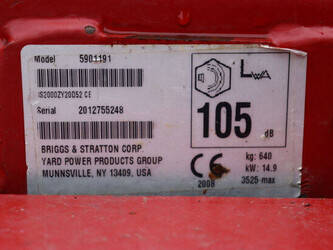 Model 5901191
IS2000ZY20D52 CE
Serial 2012755248
BRIGGS & STRATTON CORP.
YARD POWER PRODUCTS GROUP
MUNNSVILLE, NY 13409, USA
LWA
105
dB
CE
2008
kg: 640
kW: 14.9
3525 max